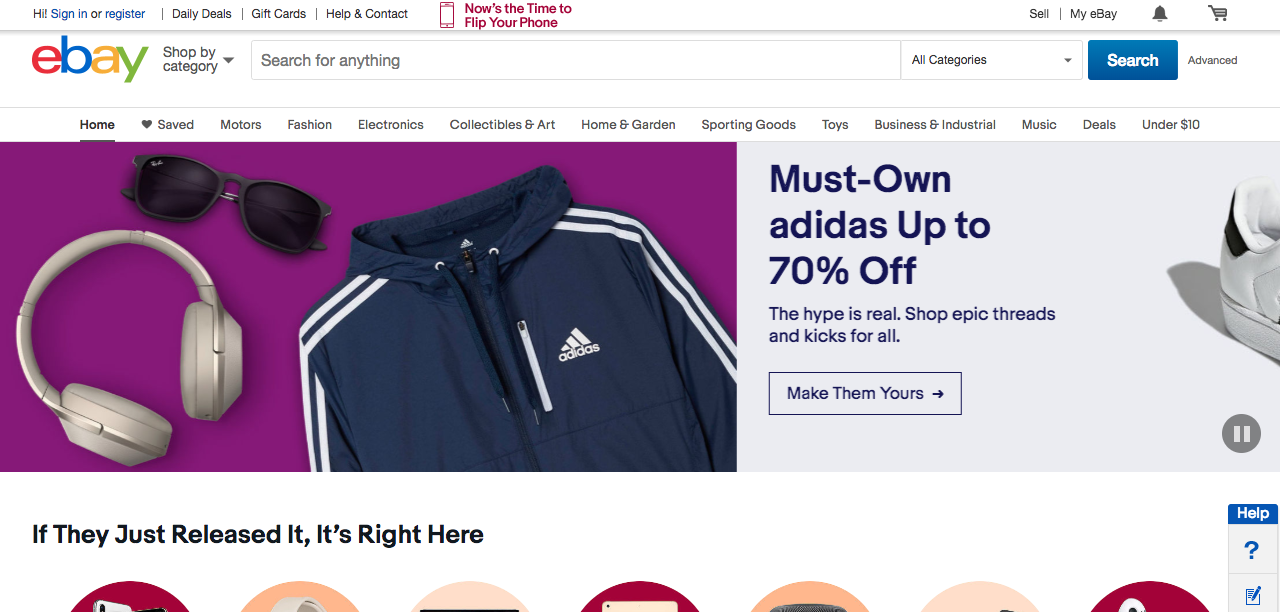 Hi! Sign in or register
Daily Deals
Gift Cards
Help & Contact
Now's the Time to
Flip Your Phone
Sell
My eBay
ebay
Shop by
category
Search for anything
All Categories
Search
Advanced
Home
Saved
Motors
Fashion
Electronics
Collectibles & Art
Home & Garden
Sporting Goods
Toys
Business & Industrial
Music
Deals
Under $10
Ray-Ban
adidas
Must-Own
adidas Up to
70% Off
The hype is real. Shop epic threads
and kicks for all.
Make Them Yours →
If They Just Released It, It's Right Here
Help
?